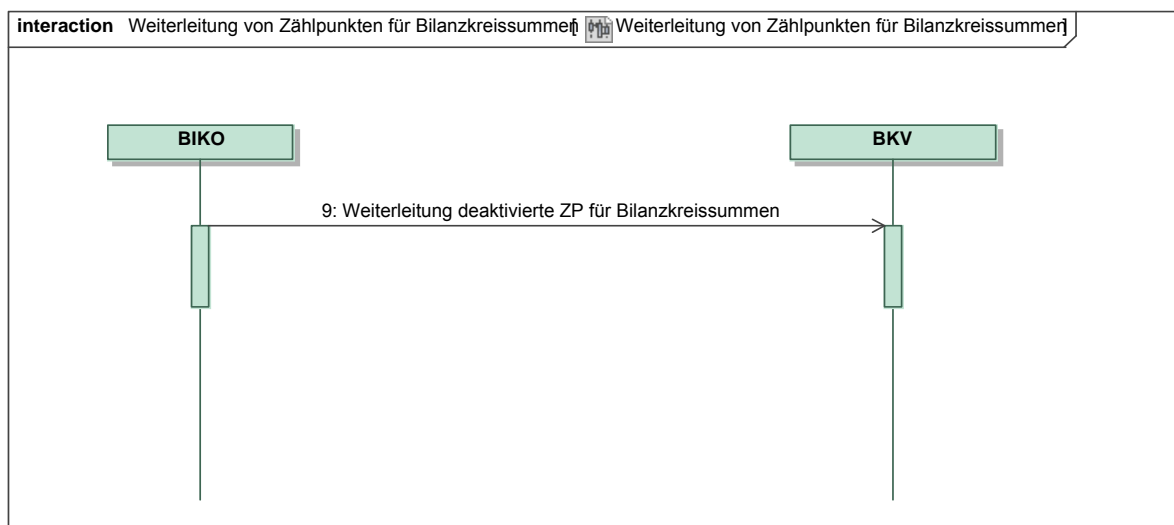 interaction Weiterleitung von Zählpunkten für Bilanzkreissummen[ Weiterleitung von Zählpunkten für Bilanzkreissummen]
BIKO BKV
9: Weiterleitung deaktivierte ZP für Bilanzkreissummen